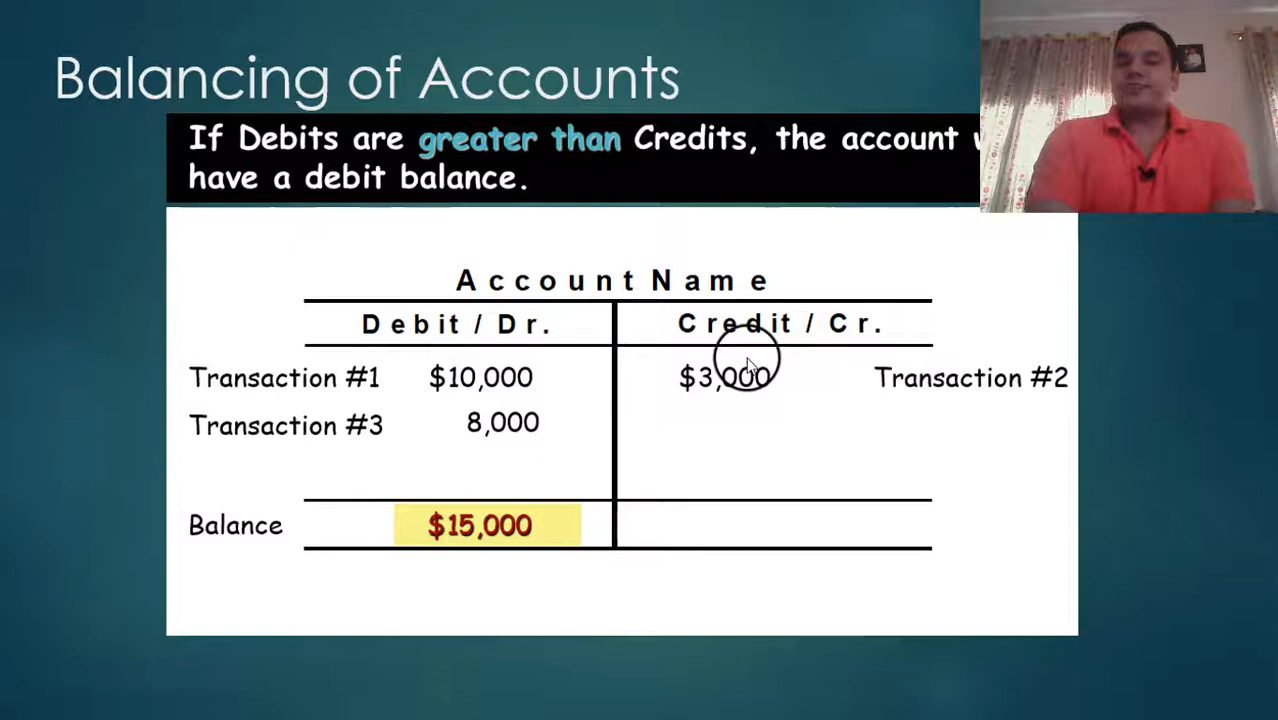 Balancing of Accounts
If Debits are greater than Credits, the account
have a debit balance.
Account Name
Debit / Dr. Credit / Cr.
Transaction #1 $10,000 $3,000 Transaction #2
Transaction #3 8,000
Balance $15,000